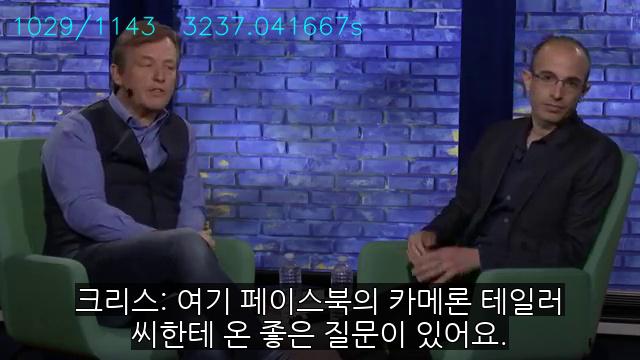 1029/1143 3237.041667s
크리스: 여기 페이스북의 카메론 테일러
씨한테 온 좋은 질문이 있어요.